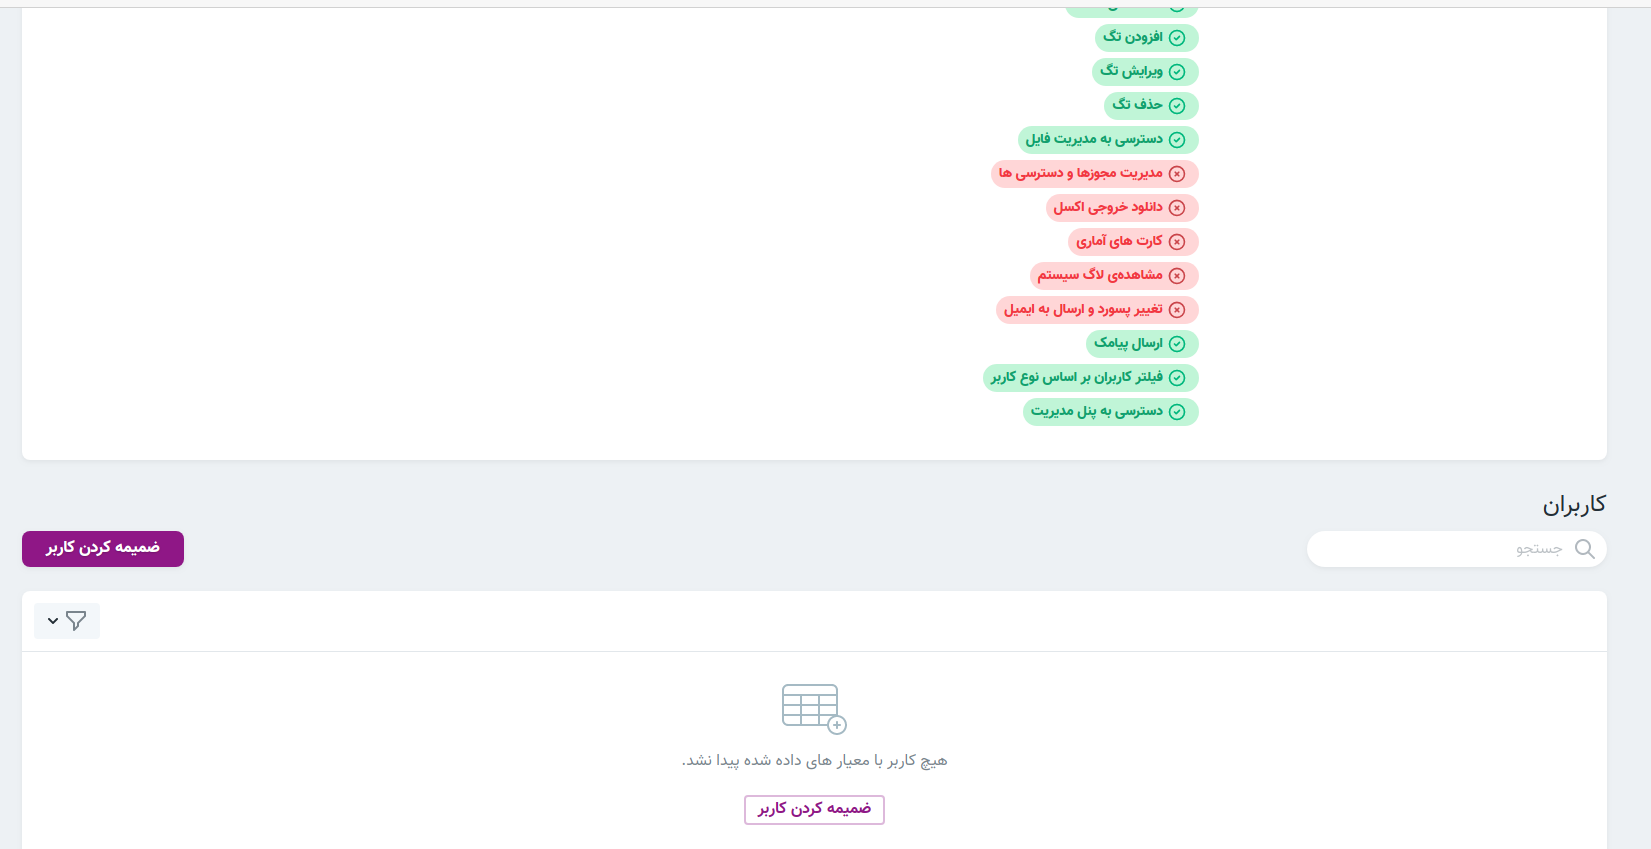 افزودن تگ
ویرایش تگ
حذف تگ
دسترسی به مدیریت فایل
مدیریت مجوزها و دسترسی ها
دانلود خروجی اکسل
کارت های آماری
مشاهده‌ی لاگ سیستم
تغییر پسورد و ارسال به ایمیل
ارسال پیامک
فیلتر کاربران بر اساس نوع کاربر
دسترسی به پنل مدیریت
کاربران
جستجو
ضمیمه کردن کاربر
هیچ کاربر با معیار های داده شده پیدا نشد.
ضمیمه کردن کاربر